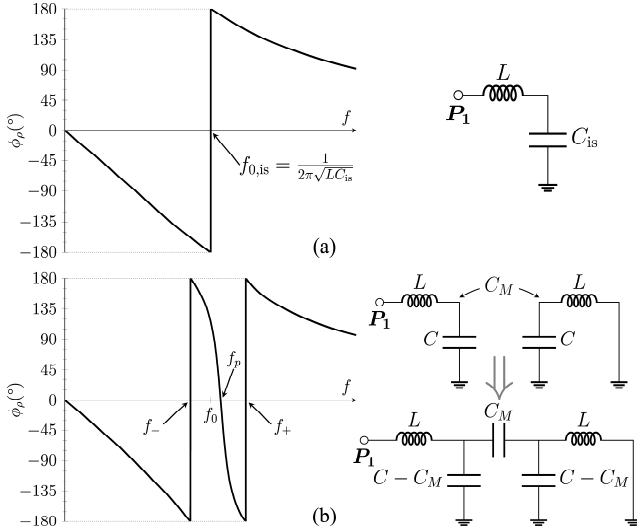 180
135
90
45
0
−45
−90
−135
−180
ϕρ(°)
f
f0,is = 1/(2π√(LCis))
(a)
L
P1
Cis
180
135
90
45
0
−45
−90
−135
−180
ϕρ(°)
fp
f
f0
f−
f+
(b)
L
CM
L
P1
C
C
CM
L
L
P1
C − CM
C − CM